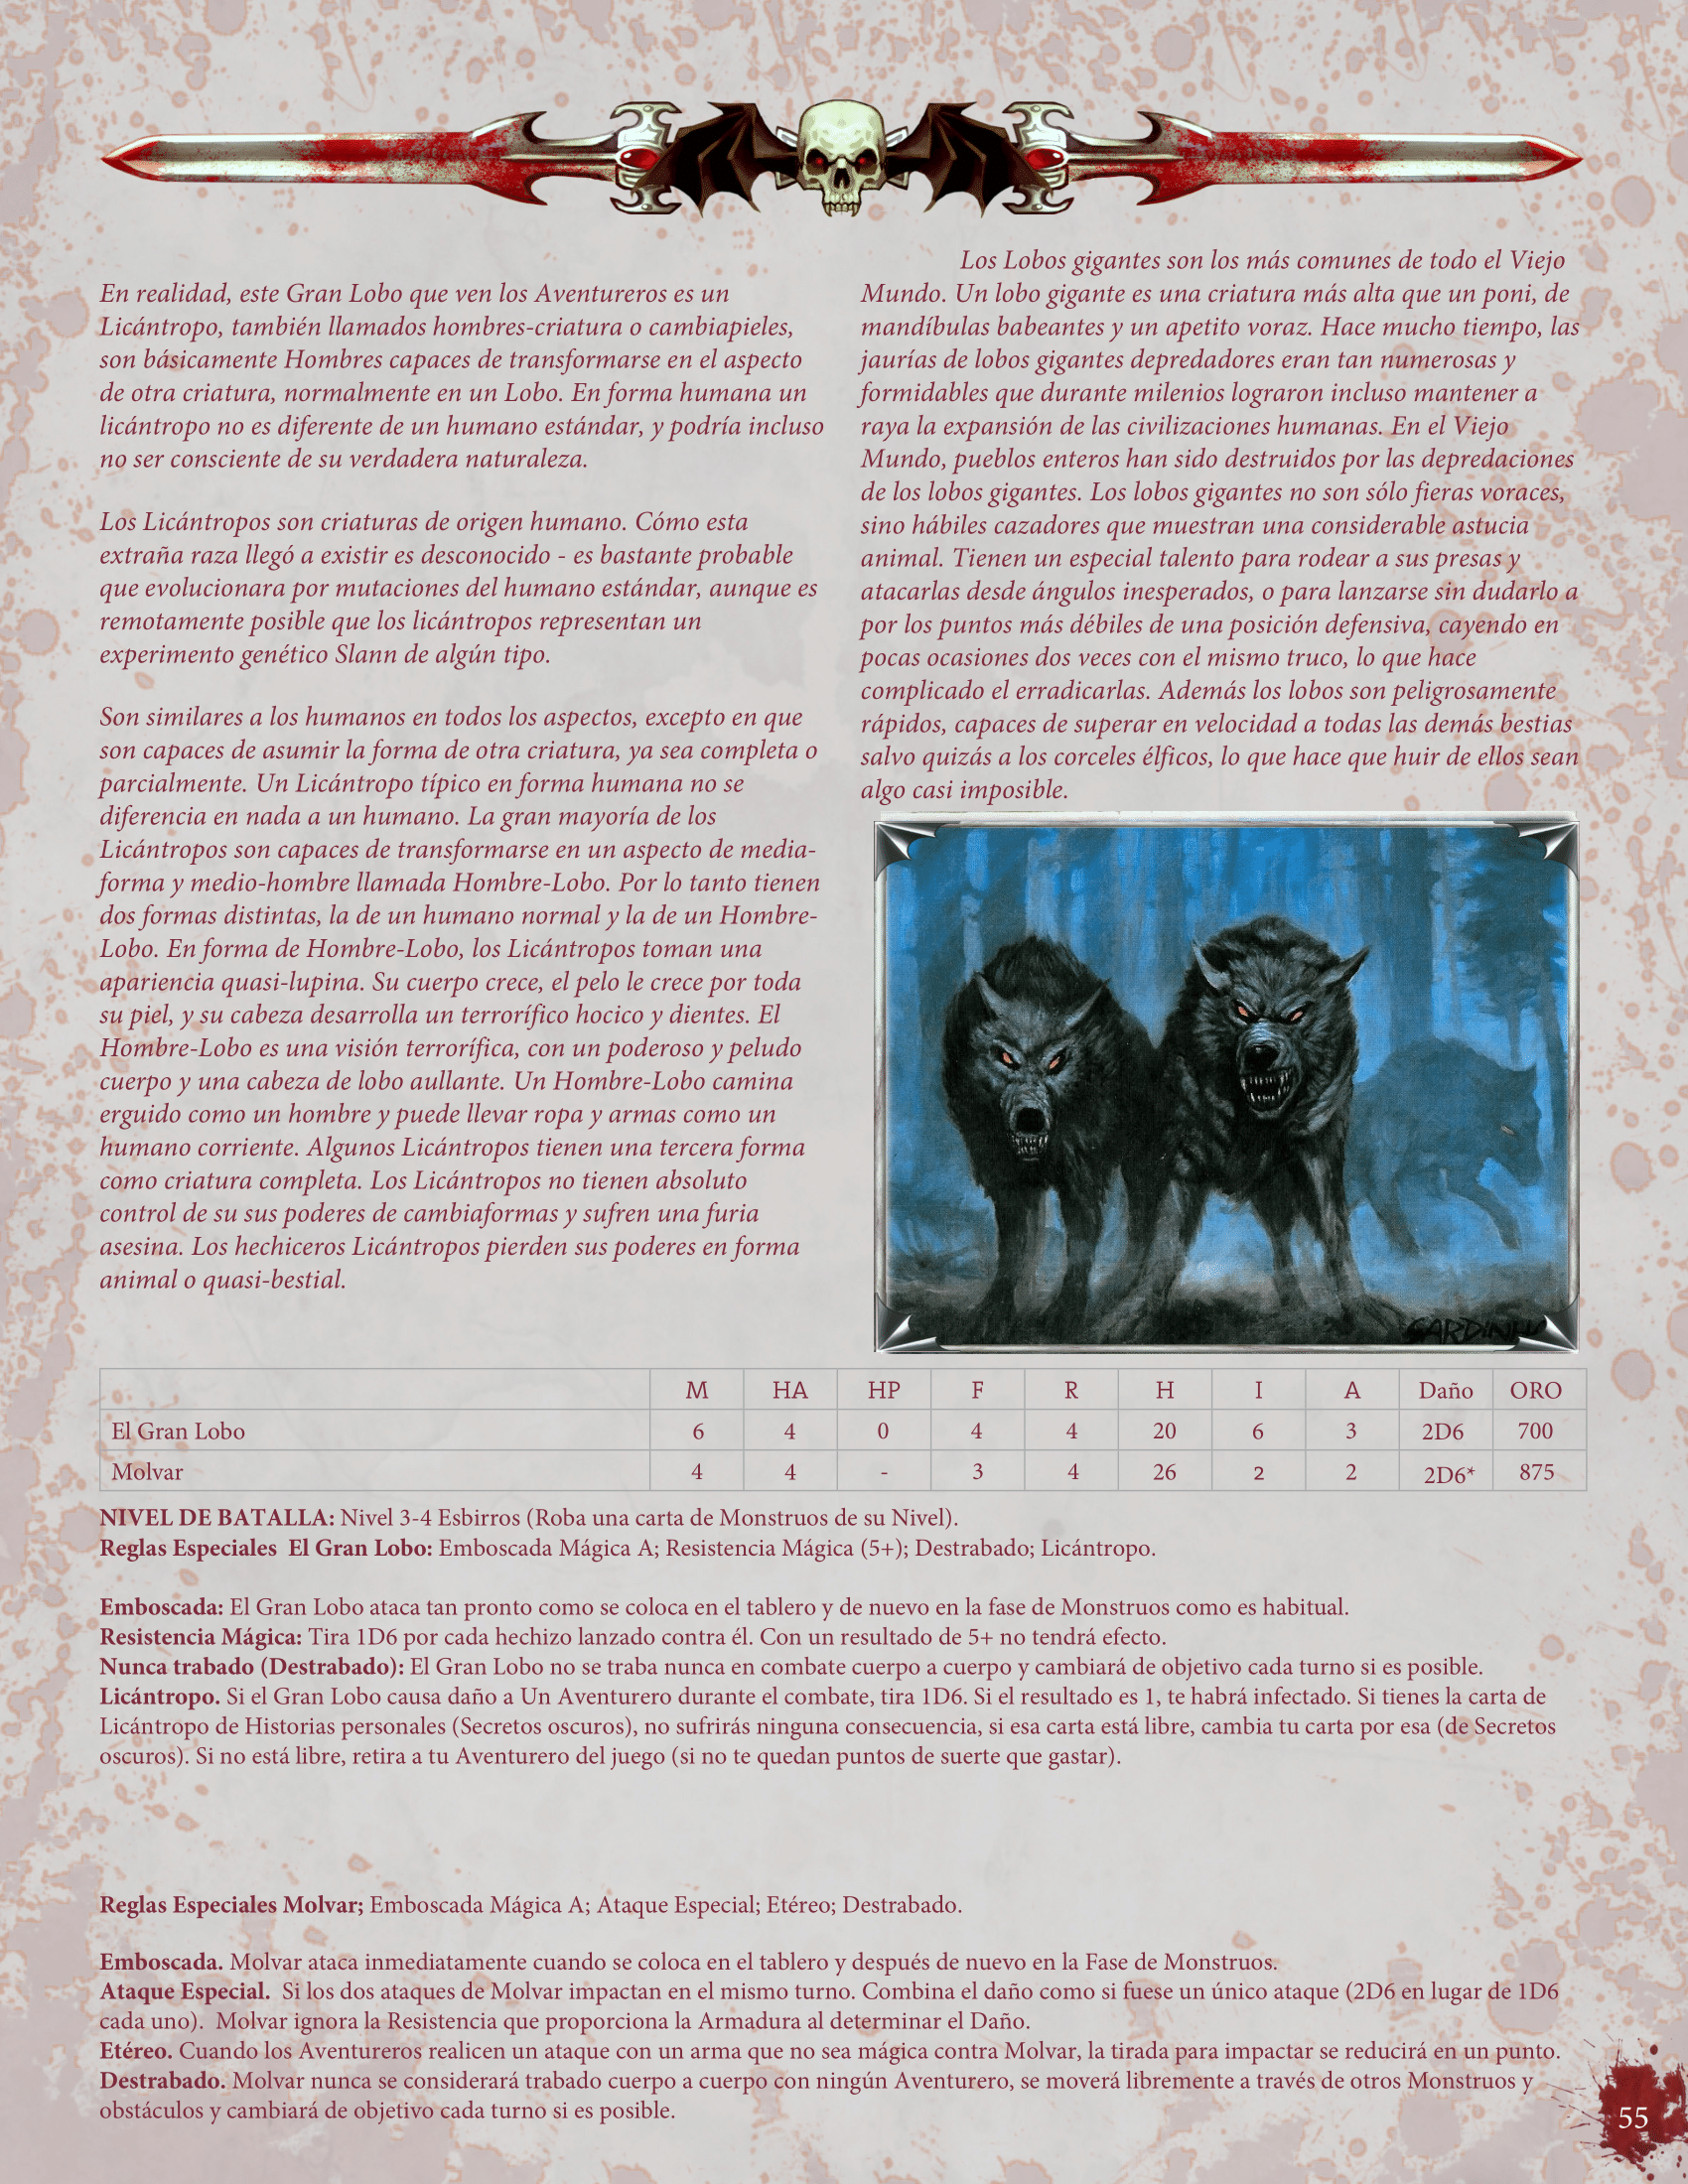 En realidad, este Gran Lobo que ven los Aventureros es un
Licántropo, también llamados hombres-criatura o cambiapieles,
son básicamente Hombres capaces de transformarse en el aspecto
de otra criatura, normalmente en un Lobo. En forma humana un
licántropo no es diferente de un humano estándar, y podría incluso
no ser consciente de su verdadera naturaleza.
Los Licántropos son criaturas de origen humano. Cómo esta
extraña raza llegó a existir es desconocido - es bastante probable
que evolucionara por mutaciones del humano estándar, aunque es
remotamente posible que los licántropos representan un
experimento genético Slann de algún tipo.
Son similares a los humanos en todos los aspectos, excepto en que
son capaces de asumir la forma de otra criatura, ya sea completa o
parcialmente. Un Licántropo típico en forma humana no se
diferencia en nada a un humano. La gran mayoría de los
Licántropos son capaces de transformarse en un aspecto de media-
forma y medio-hombre llamada Hombre-Lobo. Por lo tanto tienen
dos formas distintas, la de un humano normal y la de un Hombre-
Lobo. En forma de Hombre-Lobo, los Licántropos toman una
apariencia quasi-lupina. Su cuerpo crece, el pelo le crece por toda
su piel, y su cabeza desarrolla un terrorífico hocico y dientes. El
Hombre-Lobo es una visión terrorífica, con un poderoso y peludo
cuerpo y una cabeza de lobo aullante. Un Hombre-Lobo camina
erguido como un hombre y puede llevar ropa y armas como un
humano corriente. Algunos Licántropos tienen una tercera forma
como criatura completa. Los Licántropos no tienen absoluto
control de su sus poderes de cambiaformas y sufren una furia
asesina. Los hechiceros Licántropos pierden sus poderes en forma
animal o quasi-bestial.
Los Lobos gigantes son los más comunes de todo el Viejo
Mundo. Un lobo gigante es una criatura más alta que un poni, de
mandíbulas babeantes y un apetito voraz. Hace mucho tiempo, las
jaurías de lobos gigantes depredadores eran tan numerosas y
formidables que durante milenios lograron incluso mantener a
raya la expansión de las civilizaciones humanas. En el Viejo
Mundo, pueblos enteros han sido destruidos por las depredaciones
de los lobos gigantes. Los lobos gigantes no son sólo fieras voraces,
sino hábiles cazadores que muestran una considerable astucia
animal. Tienen un especial talento para rodear a sus presas y
atacarlas desde ángulos inesperados, o para lanzarse sin dudarlo a
por los puntos más débiles de una posición defensiva, cayendo en
pocas ocasiones dos veces con el mismo truco, lo que hace
complicado el erradicarlas. Además los lobos son peligrosamente
rápidos, capaces de superar en velocidad a todas las demás bestias
salvo quizás a los corceles élficos, lo que hace que huir de ellos sean
algo casi imposible.
M HA HP F R H I A Daño ORO
El Gran Lobo 6 4 0 4 4 20 6 3 2D6 700
Molvar 4 4 - 3 4 26 2 2 2D6* 875
NIVEL DE BATALLA: Nivel 3-4 Esbirros (Roba una carta de Monstruos de su Nivel).
Reglas Especiales El Gran Lobo: Emboscada Mágica A; Resistencia Mágica (5+); Destrabado; Licántropo.
Emboscada: El Gran Lobo ataca tan pronto como se coloca en el tablero y de nuevo en la fase de Monstruos como es habitual.
Resistencia Mágica: Tira 1D6 por cada hechizo lanzado contra él. Con un resultado de 5+ no tendrá efecto.
Nunca trabado (Destrabado): El Gran Lobo no se traba nunca en combate cuerpo a cuerpo y cambiará de objetivo cada turno si es posible.
Licántropo. Si el Gran Lobo causa daño a Un Aventurero durante el combate, tira 1D6. Si el resultado es 1, te habrá infectado. Si tienes la carta de
Licántropo de Historias personales (Secretos oscuros), no sufrirás ninguna consecuencia, si esa carta está libre, cambia tu carta por esa (de Secretos
oscuros). Si no está libre, retira a tu Aventurero del juego (si no te quedan puntos de suerte que gastar).
Reglas Especiales Molvar; Emboscada Mágica A; Ataque Especial; Etéreo; Destrabado.
Emboscada. Molvar ataca inmediatamente cuando se coloca en el tablero y después de nuevo en la Fase de Monstruos.
Ataque Especial. Si los dos ataques de Molvar impactan en el mismo turno. Combina el daño como si fuese un único ataque (2D6 en lugar de 1D6
cada uno). Molvar ignora la Resistencia que proporciona la Armadura al determinar el Daño.
Etéreo. Cuando los Aventureros realicen un ataque con un arma que no sea mágica contra Molvar, la tirada para impactar se reducirá en un punto.
Destrabado. Molvar nunca se considerará trabado cuerpo a cuerpo con ningún Aventurero, se moverá libremente a través de otros Monstruos y
obstáculos y cambiará de objetivo cada turno si es posible.
55